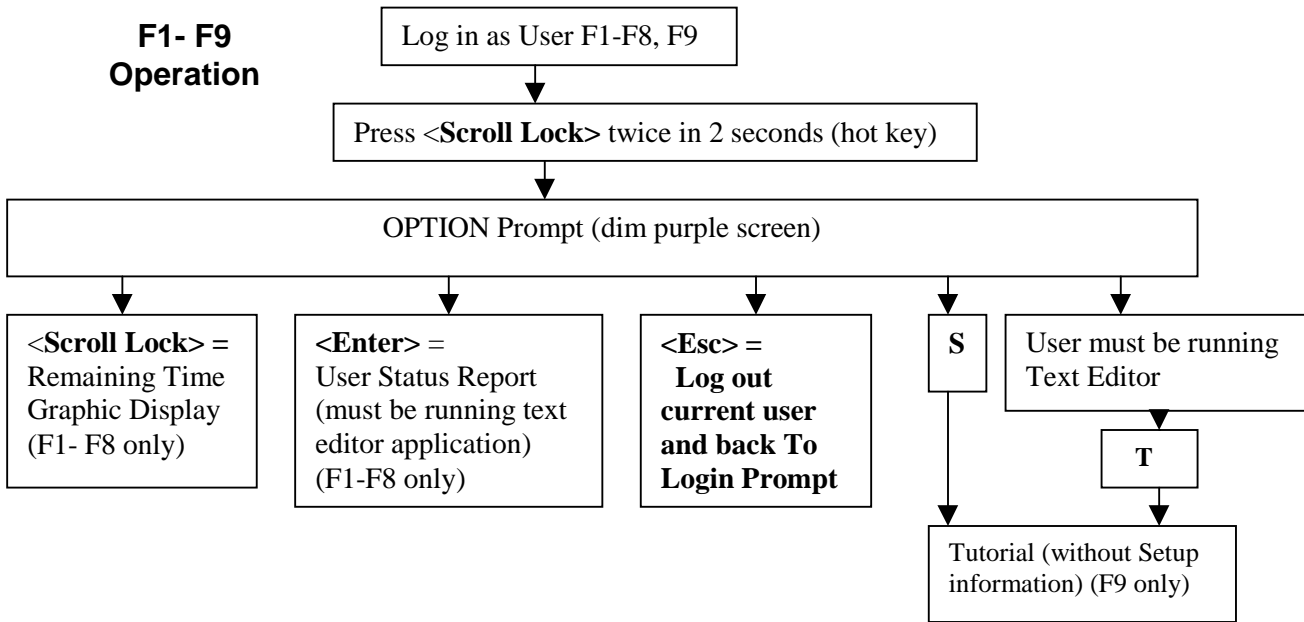 F1- F9
Operation
Log in as User F1-F8, F9
Press <Scroll Lock> twice in 2 seconds (hot key)
OPTION Prompt (dim purple screen)
<Scroll Lock> =
Remaining Time
Graphic Display
(F1- F8 only)
<Enter> =
User Status Report
(must be running text
editor application)
(F1-F8 only)
<Esc> =
Log out
current user
and back To
Login Prompt
S
User must be running
Text Editor
T
Tutorial (without Setup
information) (F9 only)